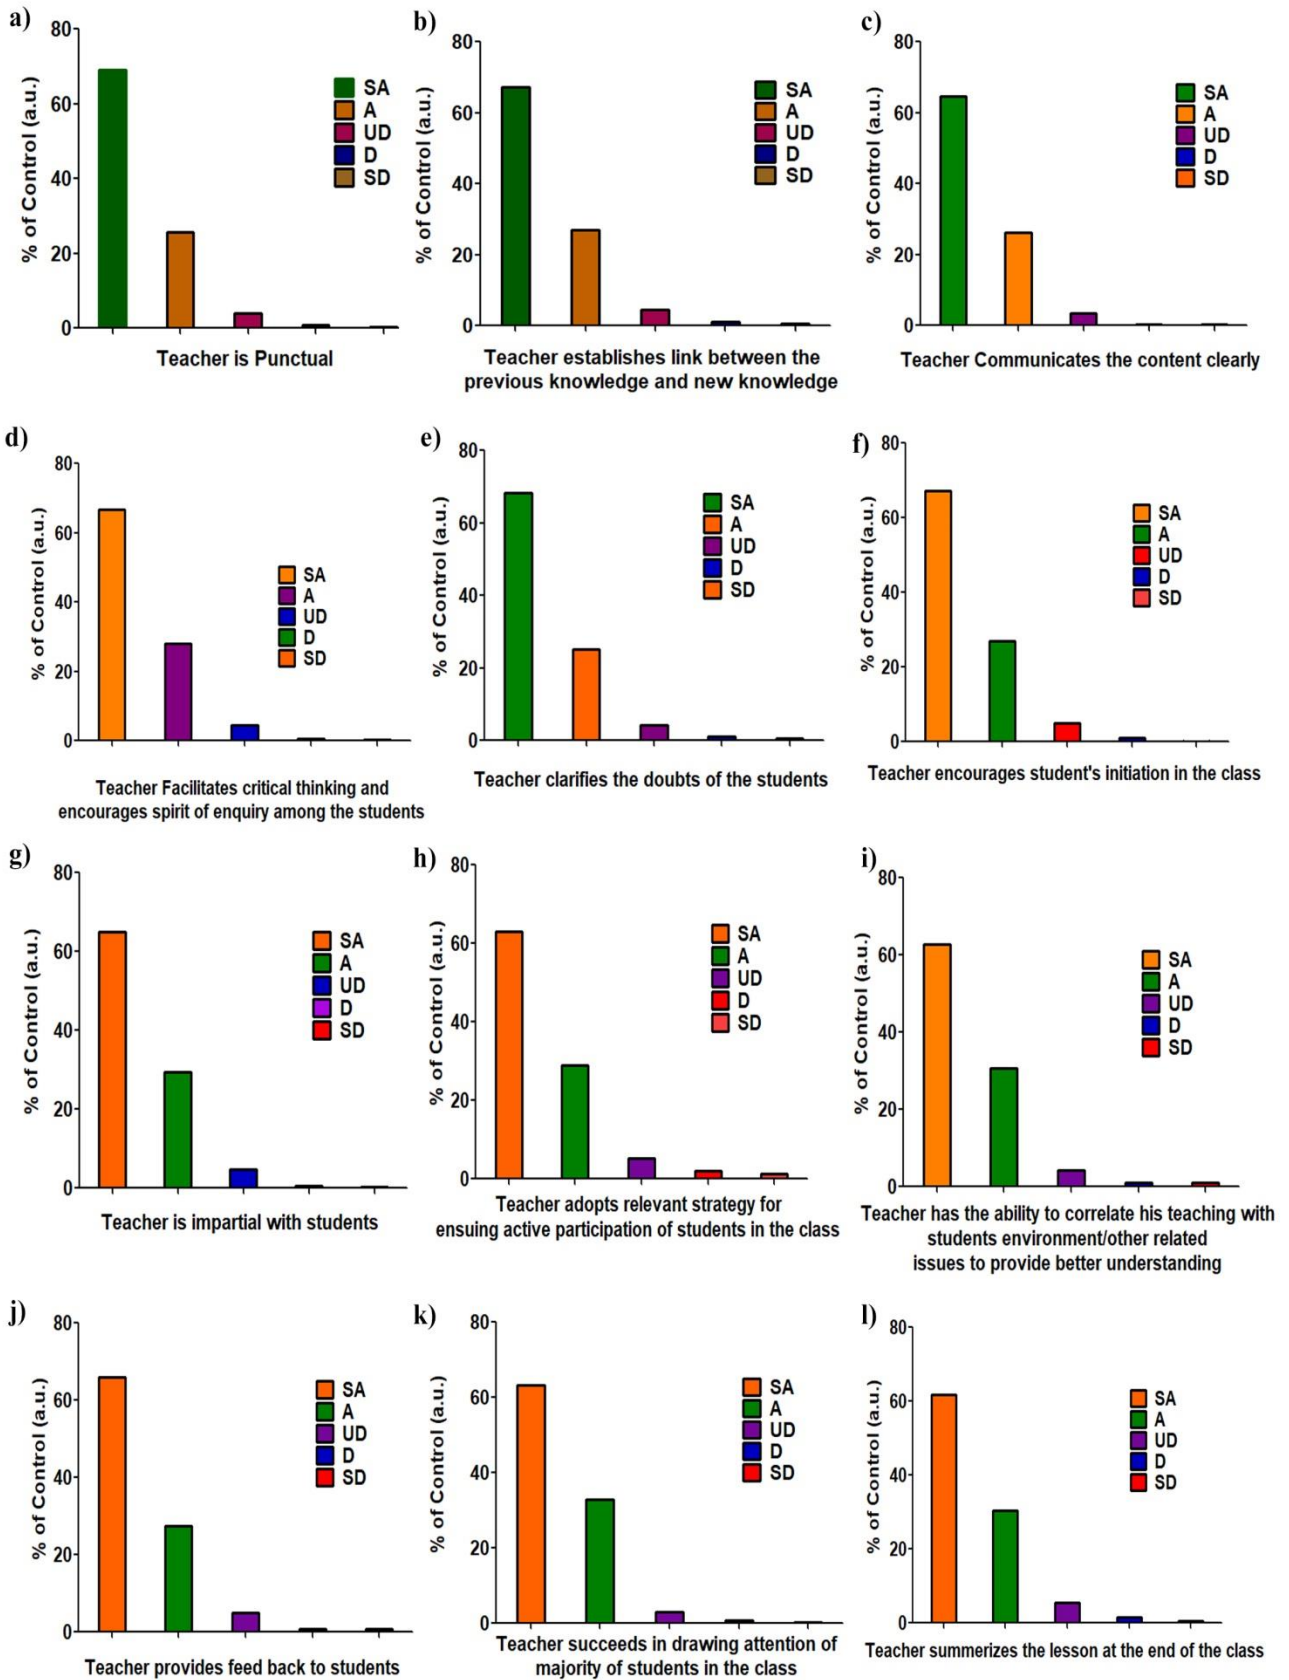 a)
% of Control (a.u.)
80
60
40
20
0
SA
A
UD
D
SD
Teacher is Punctual
b)
% of Control (a.u.)
80
60
40
20
0
SA
A
UD
D
SD
Teacher establishes link between the
previous knowledge and new knowledge
c)
% of Control (a.u.)
80
60
40
20
0
SA
A
UD
D
SD
Teacher Communicates the content clearly
d)
% of Control (a.u.)
80
60
40
20
0
SA
A
UD
D
SD
Teacher Facilitates critical thinking and
encourages spirit of enquiry among the students
e)
% of Control (a.u.)
80
60
40
20
0
SA
A
UD
D
SD
Teacher clarifies the doubts of the students
f)
% of Control (a.u.)
80
60
40
20
0
SA
A
UD
D
SD
Teacher encourages student's initiation in the class
g)
% of Control (a.u.)
80
60
40
20
0
SA
A
UD
D
SD
Teacher is impartial with students
h)
% of Control (a.u.)
80
60
40
20
0
SA
A
UD
D
SD
Teacher adopts relevant strategy for
ensuing active participation of students in the class
i)
% of Control (a.u.)
80
60
40
20
0
SA
A
UD
D
SD
Teacher has the ability to correlate his teaching with
students environment/other related
issues to provide better understanding
j)
% of Control (a.u.)
80
60
40
20
0
SA
A
UD
D
SD
Teacher provides feed back to students
k)
% of Control (a.u.)
80
60
40
20
0
SA
A
UD
D
SD
Teacher succeeds in drawing attention of
majority of students in the class
l)
% of Control (a.u.)
80
60
40
20
0
SA
A
UD
D
SD
Teacher summerizes the lesson at the end of the class